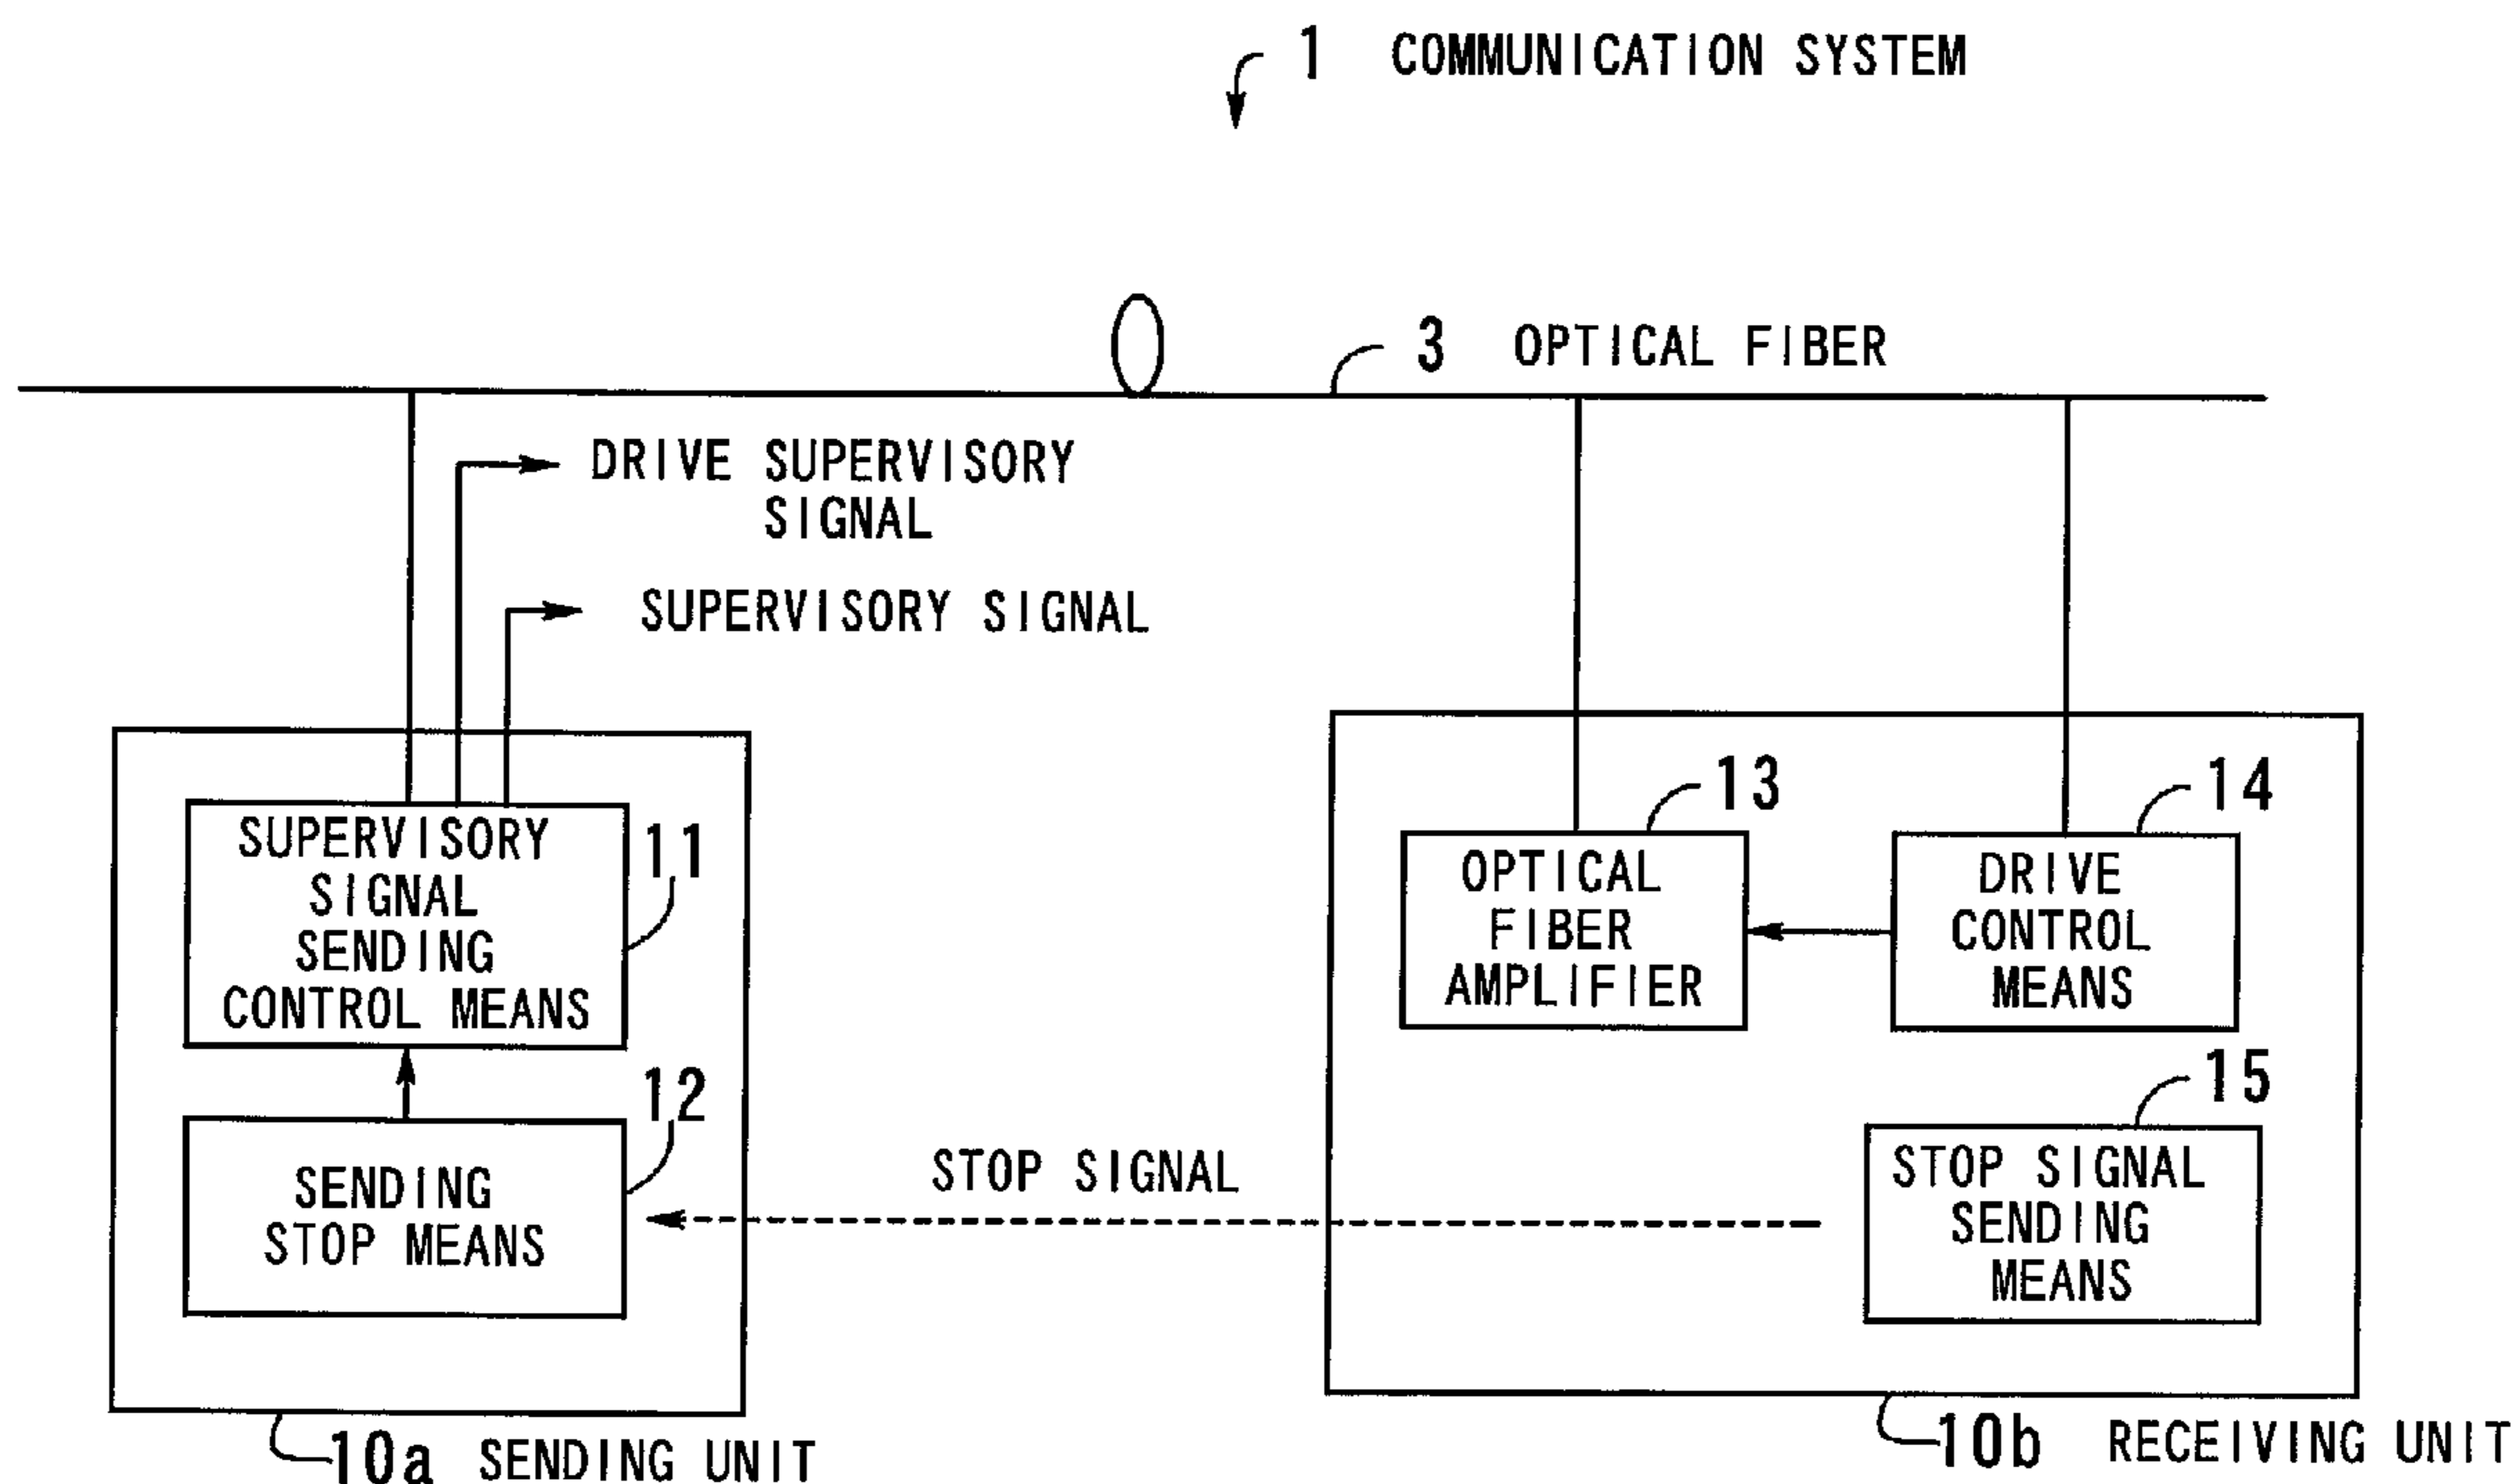 1 COMMUNICATION SYSTEM
3 OPTICAL FIBER
DRIVE SUPERVISORY
SIGNAL
SUPERVISORY SIGNAL
SUPERVISORY
SIGNAL
SENDING
CONTROL MEANS
11
12
SENDING
STOP MEANS
STOP SIGNAL
13
OPTICAL
FIBER
AMPLIFIER
14
DRIVE
CONTROL
MEANS
15
STOP SIGNAL
SENDING
MEANS
10a SENDING UNIT
10b RECEIVING UNIT